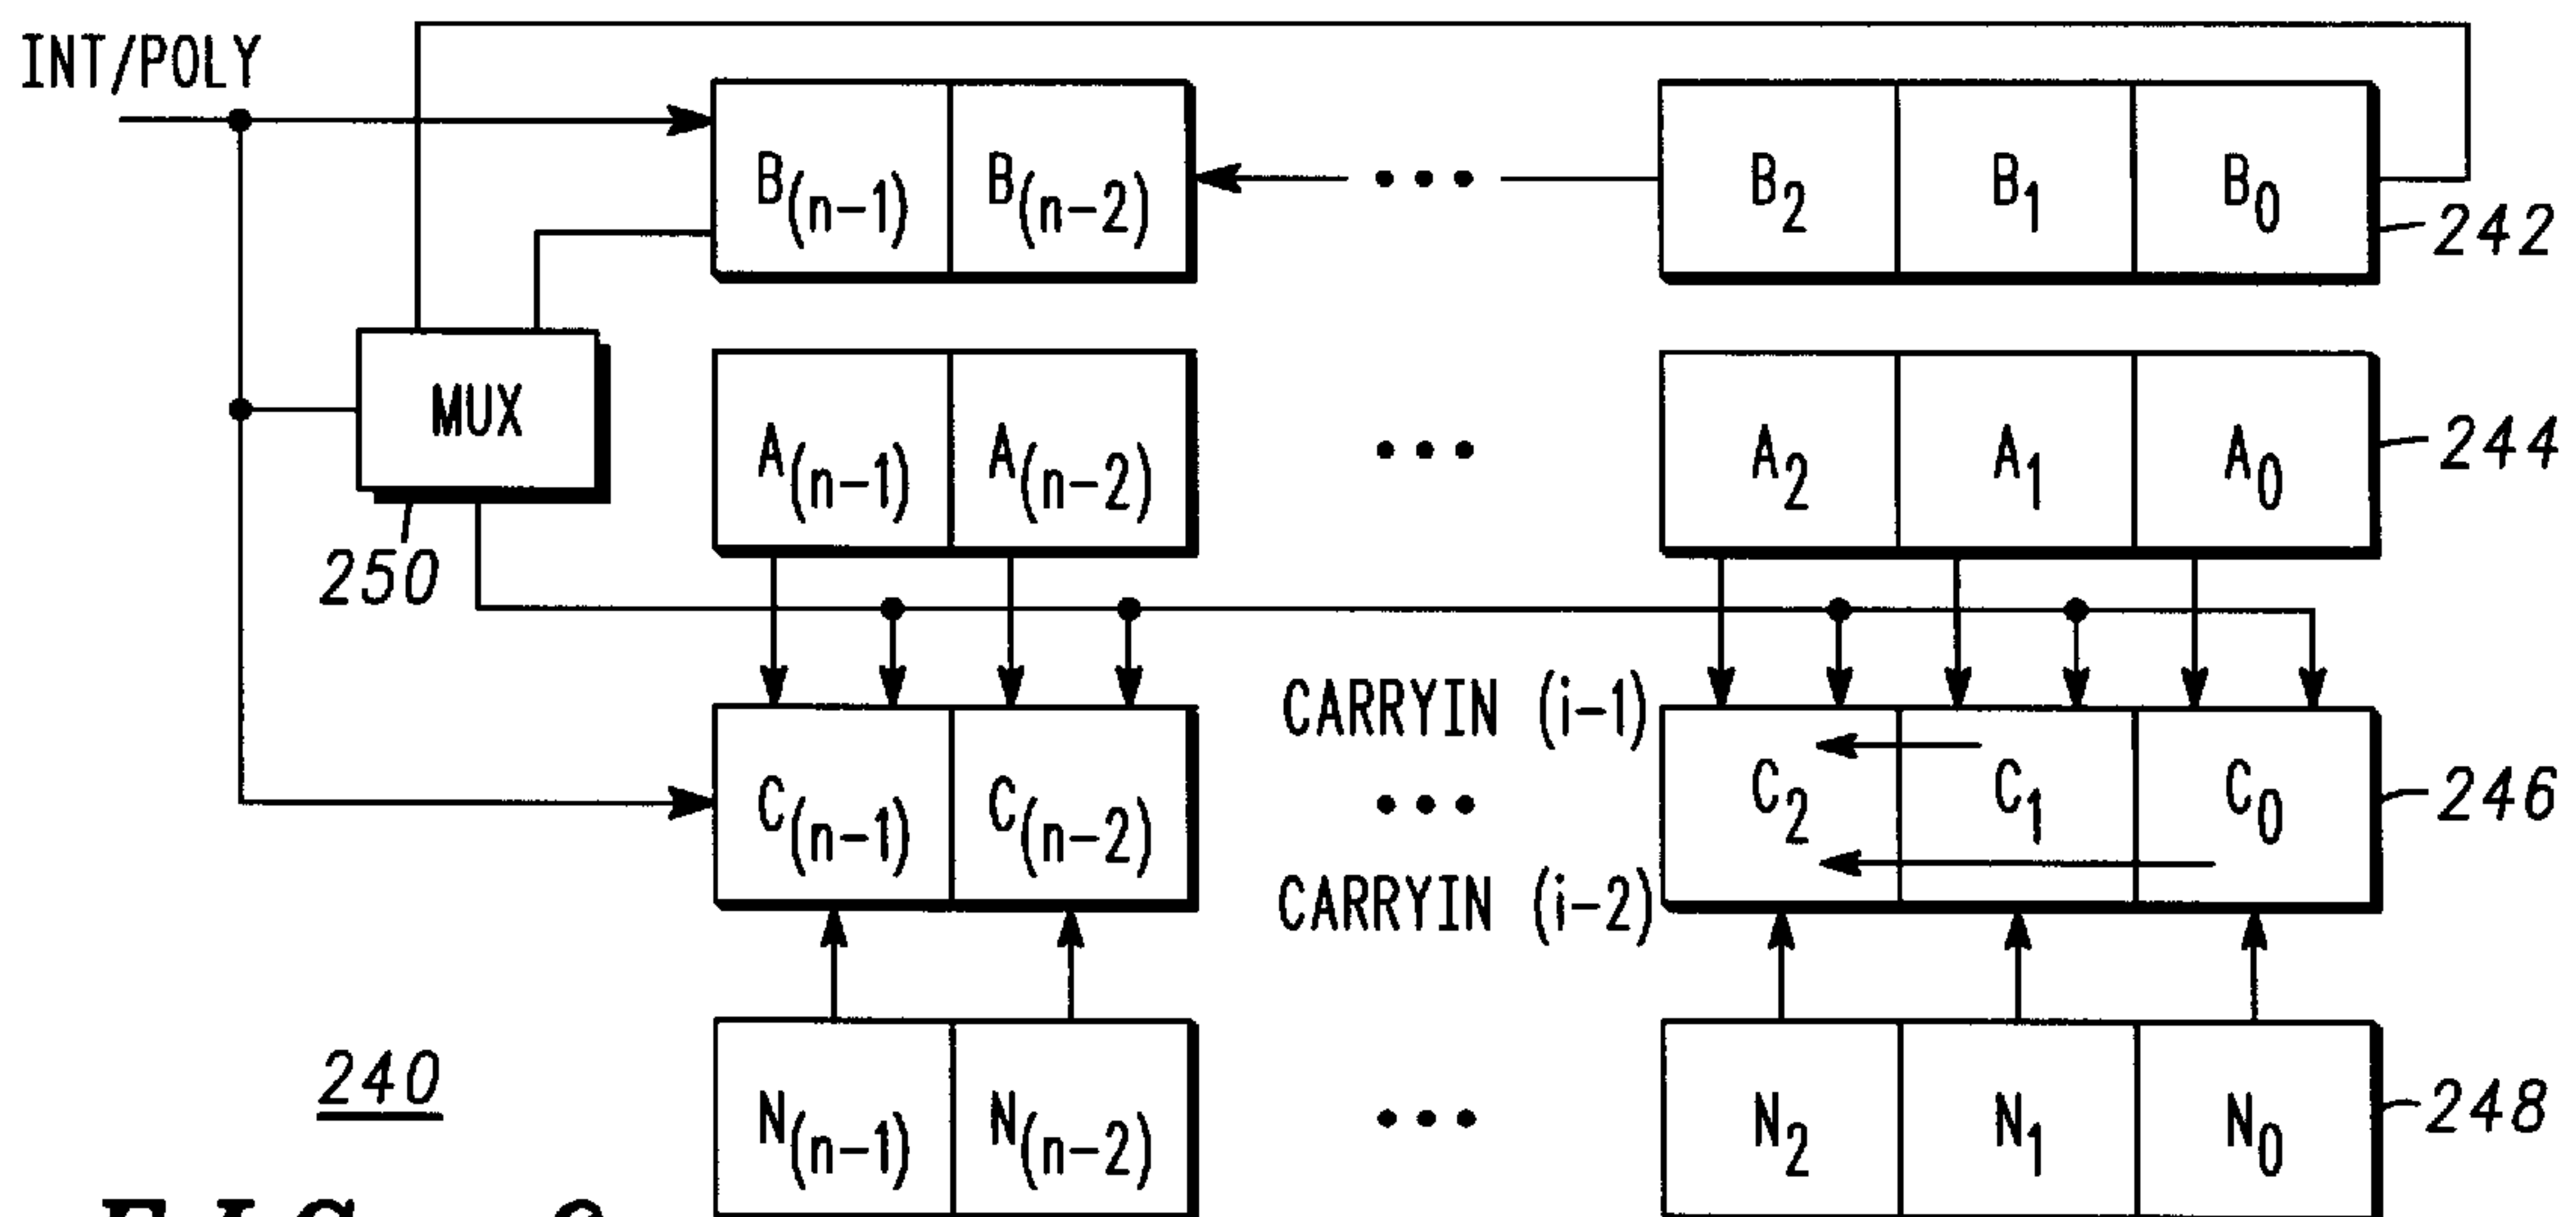 INT/POLY
B(n-1) B(n-2) B2 B1 B0
242
MUX
250
A(n-1) A(n-2) A2 A1 A0
244
CARRYIN (i-1)
C(n-1) C(n-2) C2 C1 C0
246
CARRYIN (i-2)
240
N(n-1) N(n-2) N2 N1 N0
248